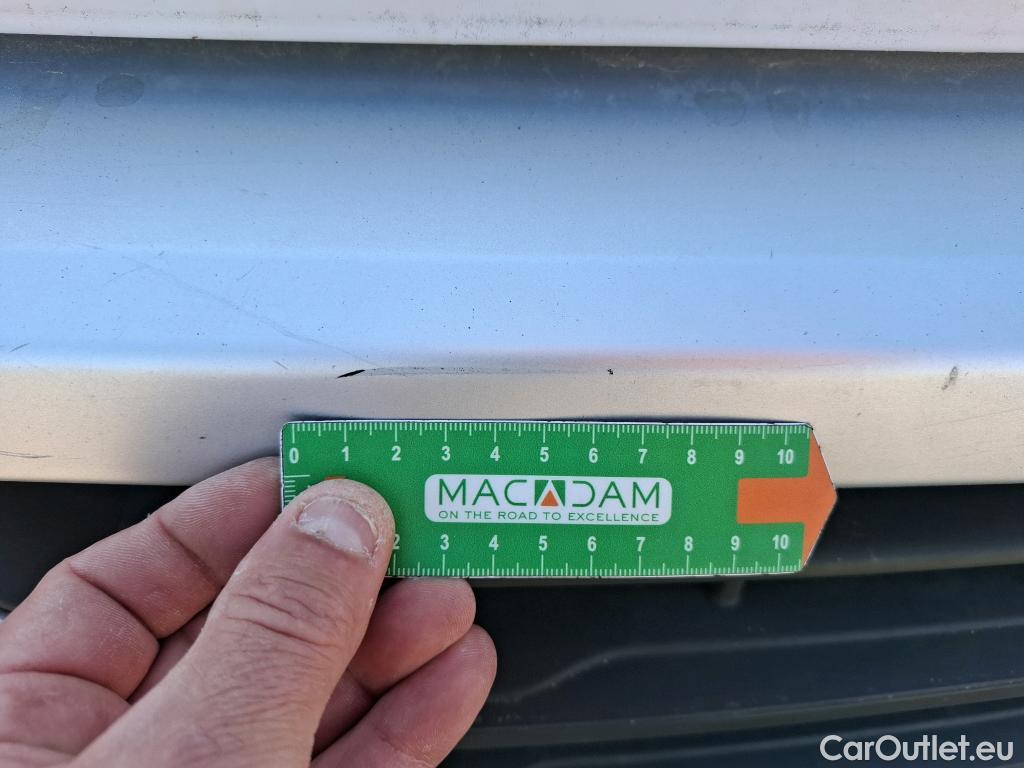 0 1 2 3 4 5 6 7 8 9 10
MACADAM
ON THE ROAD TO EXCELLENCE
2 3 4 5 6 7 8 9 10
CarOutlet.eu